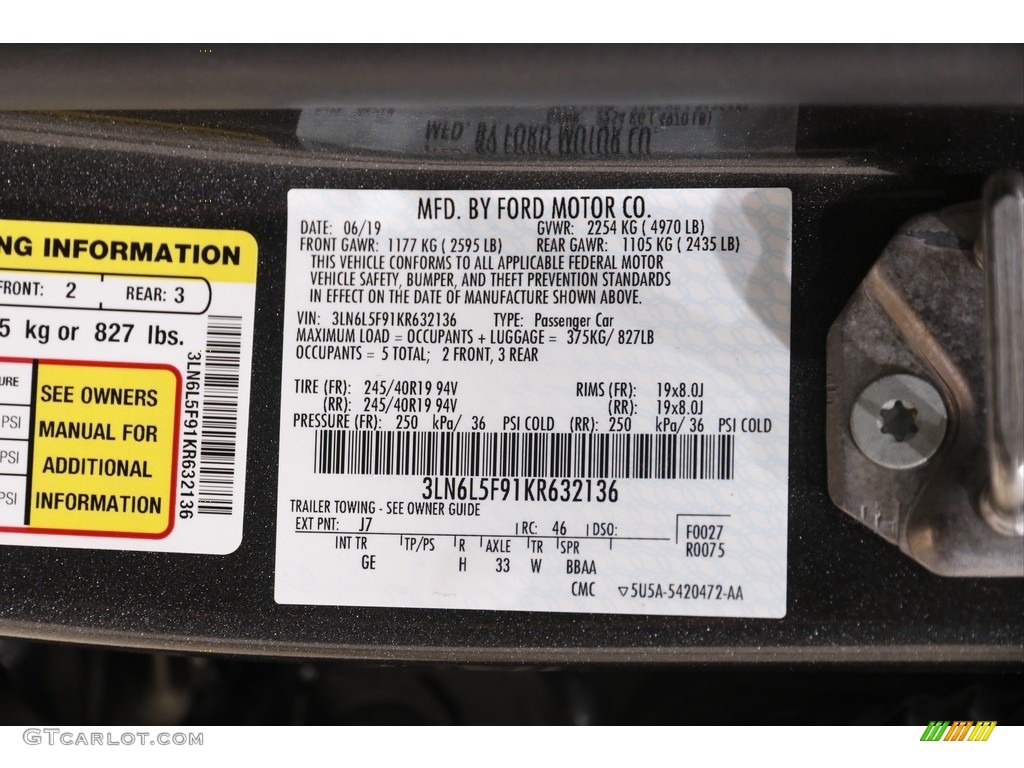 NG INFORMATION
FRONT: 2 REAR: 3
5 kg or 827 lbs.
URE
PSI
PSI
PSI
SEE OWNERS
MANUAL FOR
ADDITIONAL
INFORMATION
3LN6L5F91KR632136
MFD. BY FORD MOTOR CO.
DATE: 06/19 GVWR: 2254 KG ( 4970 LB)
FRONT GAWR: 1177 KG ( 2595 LB) REAR GAWR: 1105 KG ( 2435 LB)
THIS VEHICLE CONFORMS TO ALL APPLICABLE FEDERAL MOTOR
VEHICLE SAFETY, BUMPER, AND THEFT PREVENTION STANDARDS
IN EFFECT ON THE DATE OF MANUFACTURE SHOWN ABOVE.
VIN: 3LN6L5F91KR632136 TYPE: Passenger Car
MAXIMUM LOAD = OCCUPANTS + LUGGAGE = 375KG/ 827LB
OCCUPANTS = 5 TOTAL; 2 FRONT, 3 REAR
TIRE (FR): 245/40R19 94V RIMS (FR): 19x8.0J
(RR): 245/40R19 94V (RR): 19x8.0J
PRESSURE (FR): 250 kPa/ 36 PSI COLD (RR): 250 kPa/ 36 PSI COLD
3LN6L5F91KR632136
TRAILER TOWING - SEE OWNER GUIDE
EXT PNT: J7 RC: 46 DSO: F0027
R0075
INT TR TP/PS R AXLE TR SPR
GE H 33 W BBAA
CMC ▽5U5A-5420472-AA
GTCarlot.com